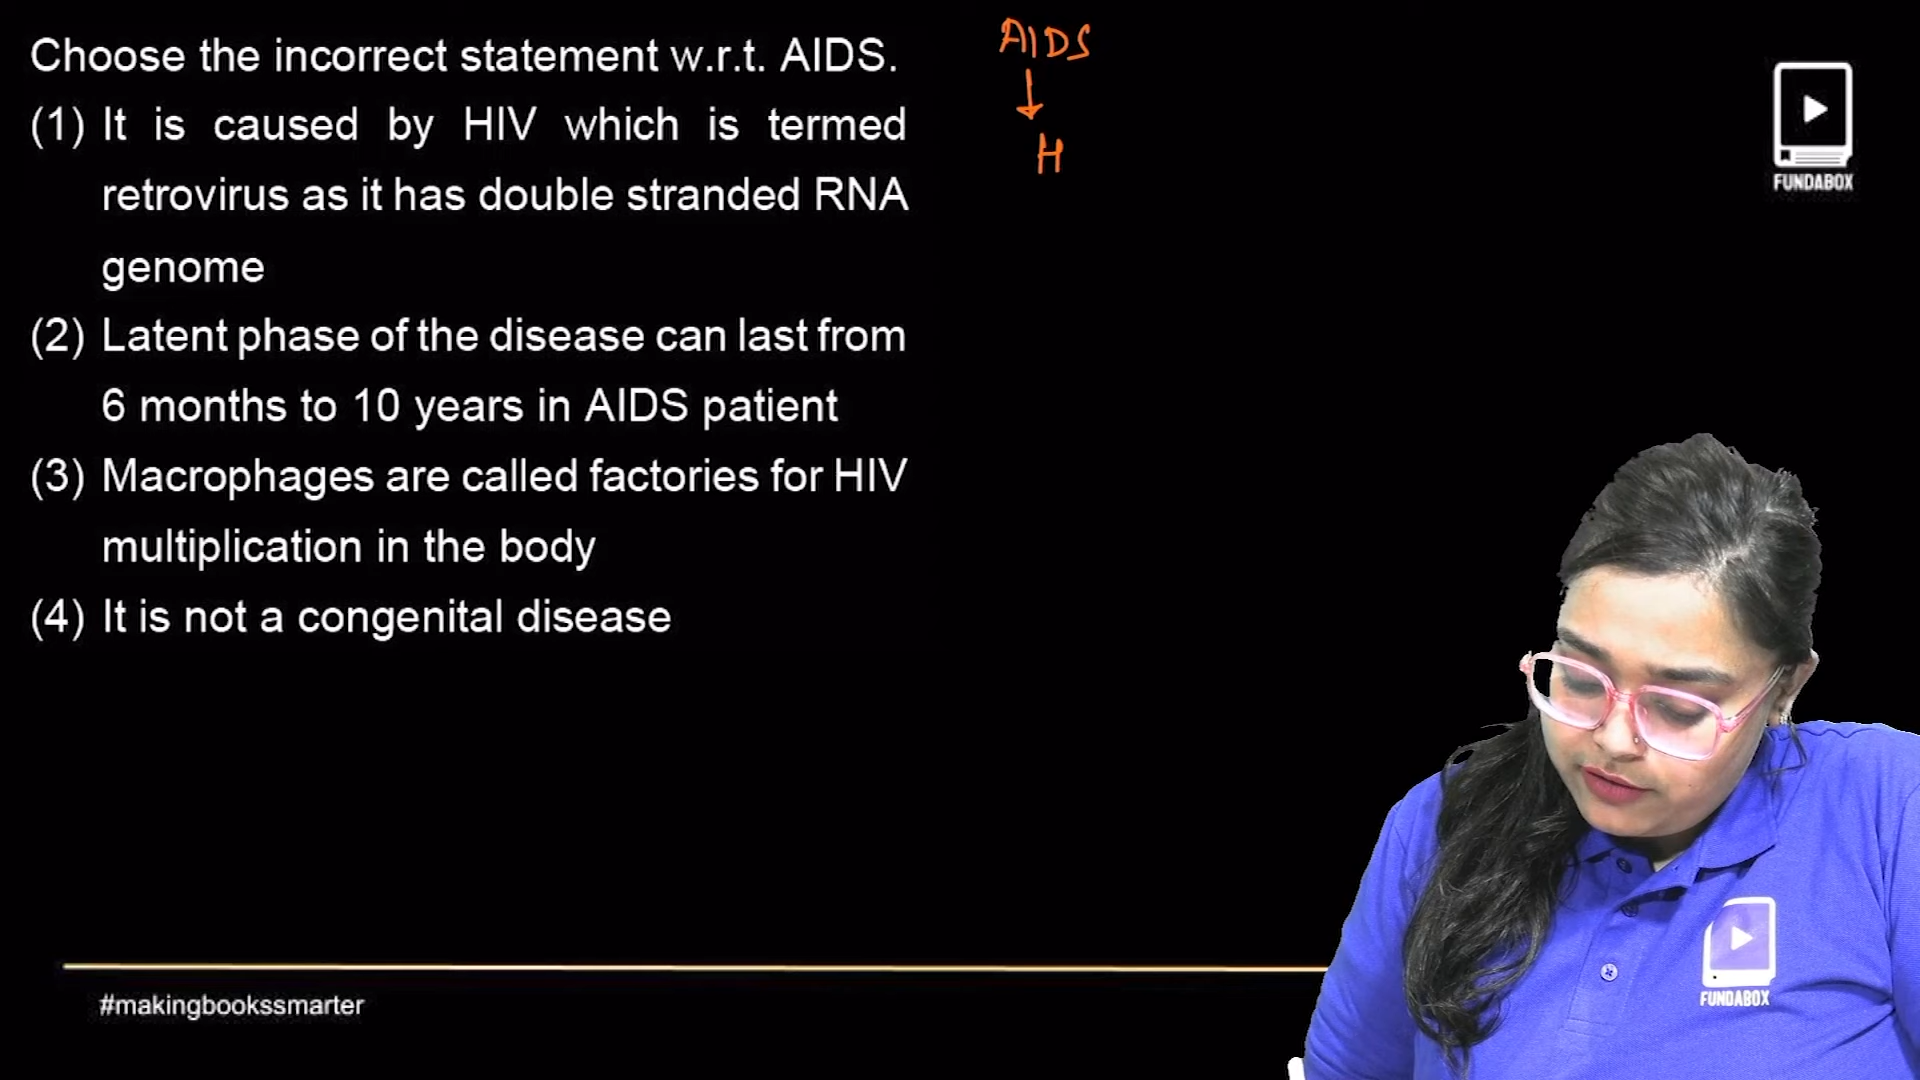 Choose the incorrect statement w.r.t. AIDS.
(1) It is caused by HIV which is termed
retrovirus as it has double stranded RNA
genome
(2) Latent phase of the disease can last from
6 months to 10 years in AIDS patient
(3) Macrophages are called factories for HIV
multiplication in the body
(4) It is not a congenital disease
AIDS
↓
H
FUNDABOX
FUNDABOX
#makingbookssmarter